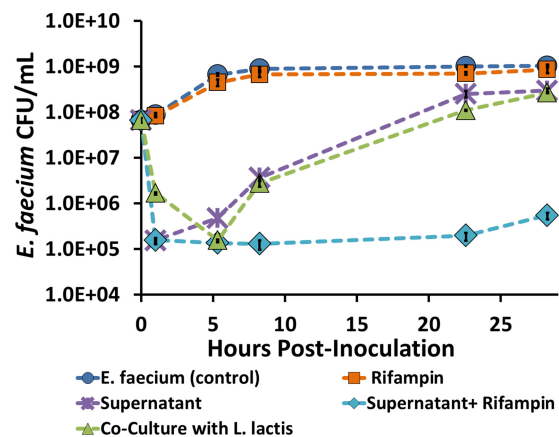 E. faecium CFU/mL
1.0E+10
1.0E+09
1.0E+08
1.0E+07
1.0E+06
1.0E+05
1.0E+04
0 5 10 15 20 25
Hours Post-Inoculation
E. faecium (control) Rifampin
Supernatant Supernatant+ Rifampin
Co-Culture with L. lactis